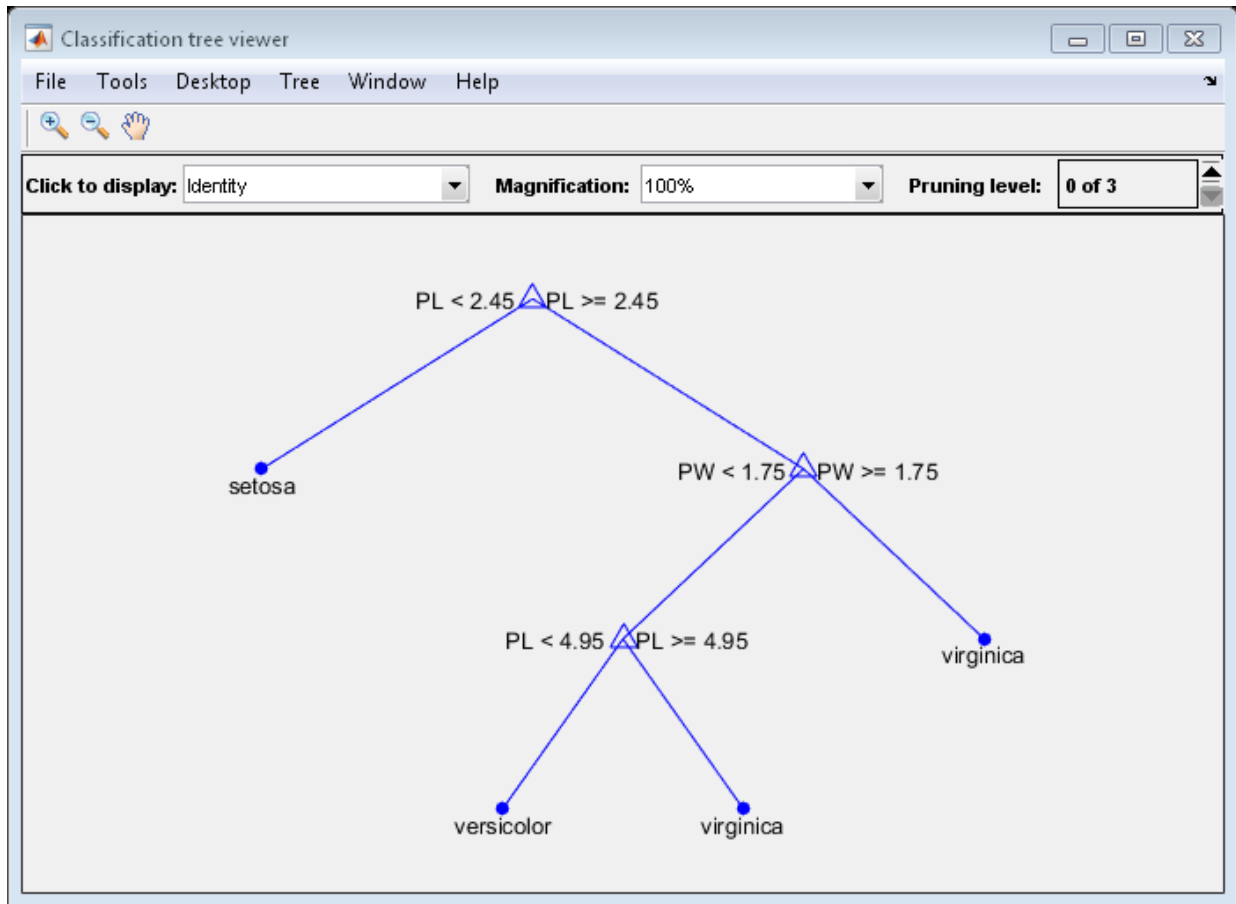 Classification tree viewer
File Tools Desktop Tree Window Help
Click to display: Identity Magnification: 100% Pruning level: 0 of 3
PL < 2.45 PL >= 2.45
setosa
PW < 1.75 PW >= 1.75
PL < 4.95 PL >= 4.95
virginica
versicolor
virginica